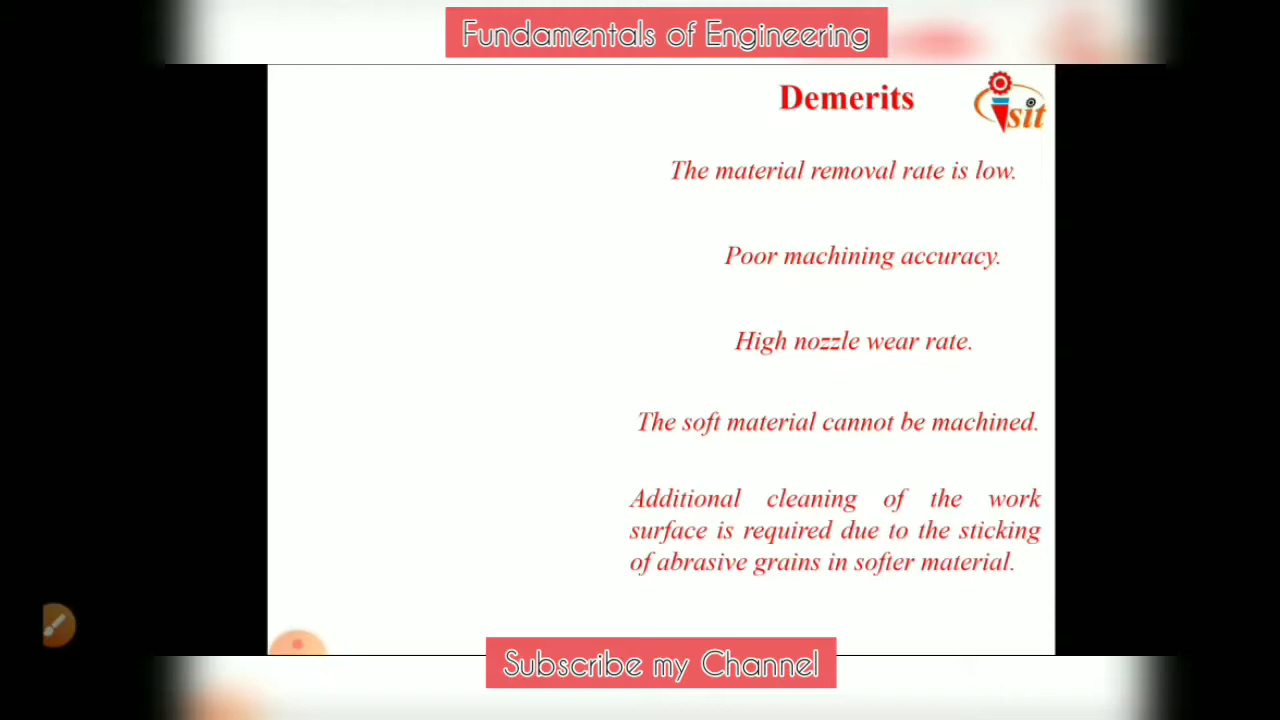 Fundamentals of Engineering
Demerits
sit
The material removal rate is low.
Poor machining accuracy.
High nozzle wear rate.
The soft material cannot be machined.
Additional cleaning of the work
surface is required due to the sticking
of abrasive grains in softer material.
Subscribe my Channel